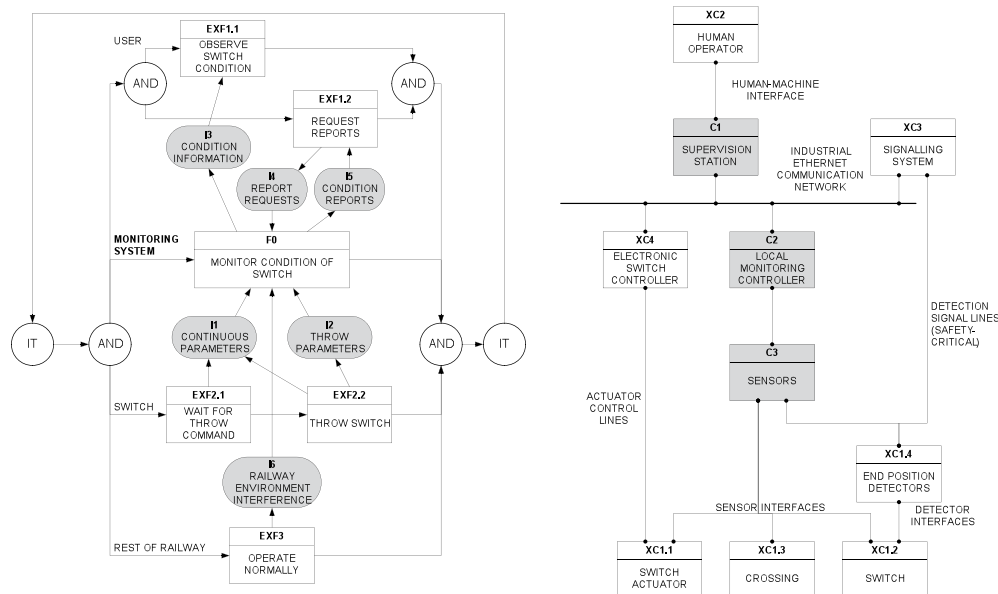 EXF1.1
OBSERVE
SWITCH
CONDITION
USER
AND
AND
EXF1.2
REQUEST
REPORTS
I3
CONDITION
INFORMATION
I4
REPORT
REQUESTS
I5
CONDITION
REPORTS
MONITORING
SYSTEM
F0
MONITOR CONDITION OF
SWITCH
IT
AND
I1
CONTINUOUS
PARAMETERS
I2
THROW
PARAMETERS
AND
IT
SWITCH
EXF2.1
WAIT FOR
THROW
COMMAND
EXF2.2
THROW SWITCH
I6
RAILWAY
ENVIRONMENT
INTERFERENCE
REST OF RAILWAY
EXF3
OPERATE
NORMALLY
XC2
HUMAN
OPERATOR
HUMAN-MACHINE
INTERFACE
C1
SUPERVISION
STATION
INDUSTRIAL
ETHERNET
COMMUNICATION
NETWORK
XC3
SIGNALLING
SYSTEM
XC4
ELECTRONIC
SWITCH
CONTROLLER
C2
LOCAL
MONITORING
CONTROLLER
DETECTION
SIGNAL LINES
(SAFETY-
CRITICAL)
C3
SENSORS
ACTUATOR
CONTROL
LINES
XC1.4
END POSITION
DETECTORS
SENSOR INTERFACES
DETECTOR
INTERFACES
XC1.1
SWITCH
ACTUATOR
XC1.3
CROSSING
XC1.2
SWITCH